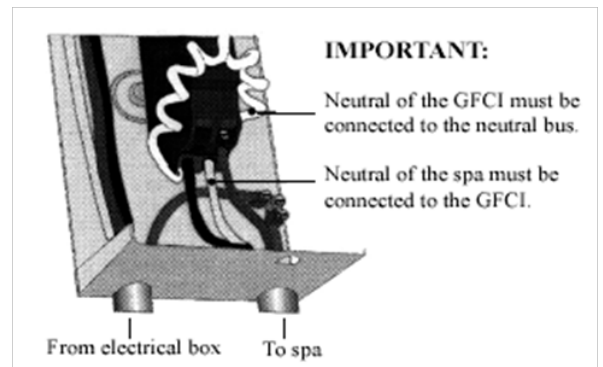 IMPORTANT:
Neutral of the GFCI must be
connected to the neutral bus.
Neutral of the spa must be
connected to the GFCI.
From electrical box
To spa